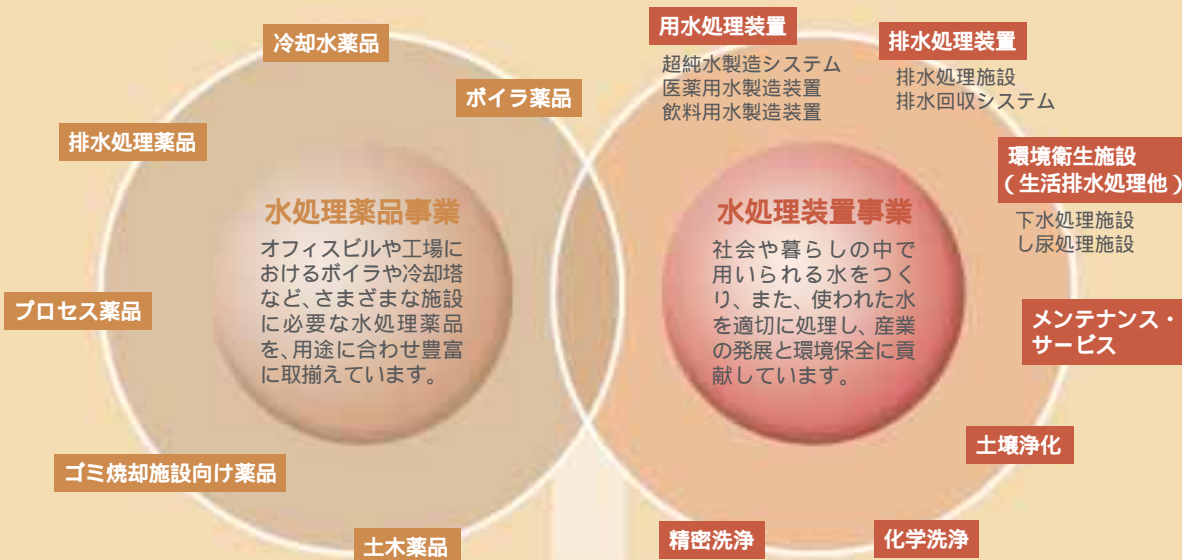 冷却水薬品
ボイラ薬品
排水処理薬品
水処理薬品事業
オフィスビルや工場に
おけるボイラや冷却塔
など、さまざまな施設
に必要な水処理薬品
を、用途に合わせ豊富
に取揃えています。
プロセス薬品
ゴミ焼却施設向け薬品
土木薬品
用水処理装置
超純水製造システム
医薬用水製造装置
飲料用水製造装置
排水処理装置
排水処理施設
排水回収システム
環境衛生施設
（生活排水処理他）
下水処理施設
し尿処理施設
水処理装置事業
社会や暮らしの中で
用いられる水をつく
り、また、使われた水
を適切に処理し、産業
の発展と環境保全に貢
献しています。
メンテナンス・
サービス
土壌浄化
化学洗浄
精密洗浄